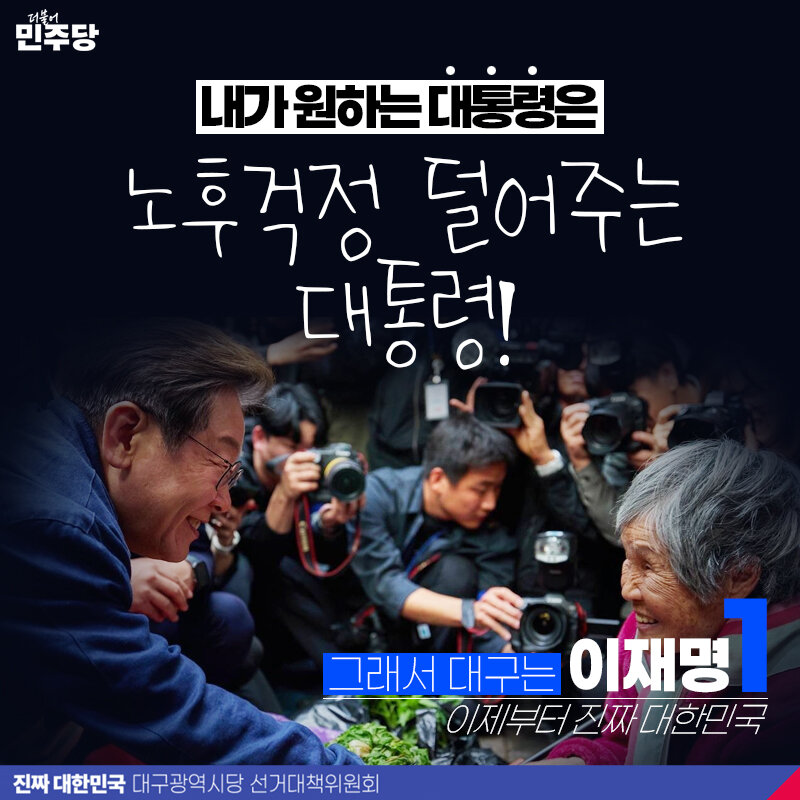 더불어
민주당
내가 원하는 대통령은
노후걱정 덜어주는
대통령!
그래서 대구는 이재명 1
이제부터 진짜 대한민국
진짜 대한민국 대구광역시당 선거대책위원회